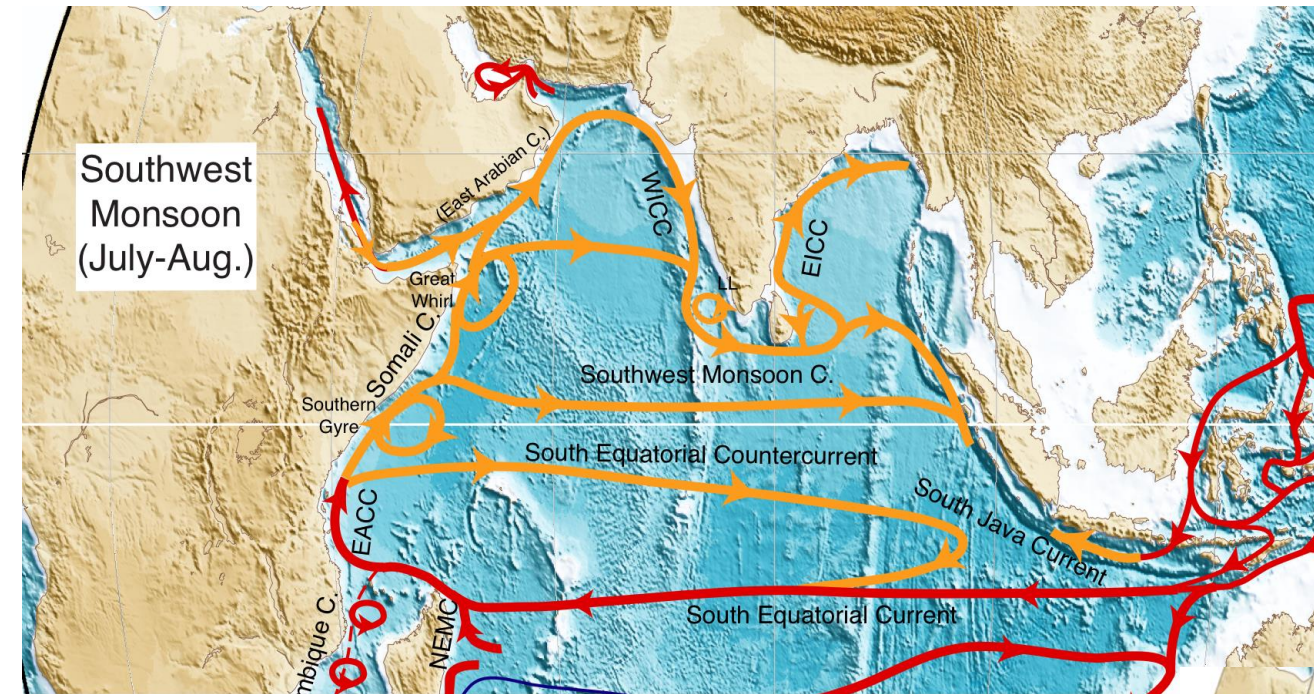 Southwest
Monsoon
(July-Aug.)
(East Arabian C.)
WICC
EICC
Great
Whirl
LL
Somali C.
Southwest Monsoon C.
Southern
Gyre
South Equatorial Countercurrent
South Java Current
EACC
South Equatorial Current
NEMC
mbique C.